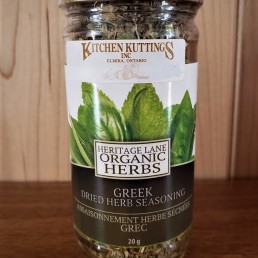 KITCHEN KUTTINGS
INC
ELMIRA, ONTARIO
HERITAGE LANE
ORGANIC
HERBS
GREEK
DRIED HERB SEASONING
ASSAISONNEMENT HERBE SÉCHÉES
GREC
20 g